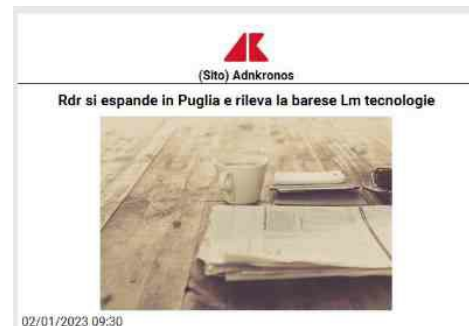 (Sito) Adnkronos
Rdr si espande in Puglia e rileva la barese Lm tecnologie
02/01/2023 09:30